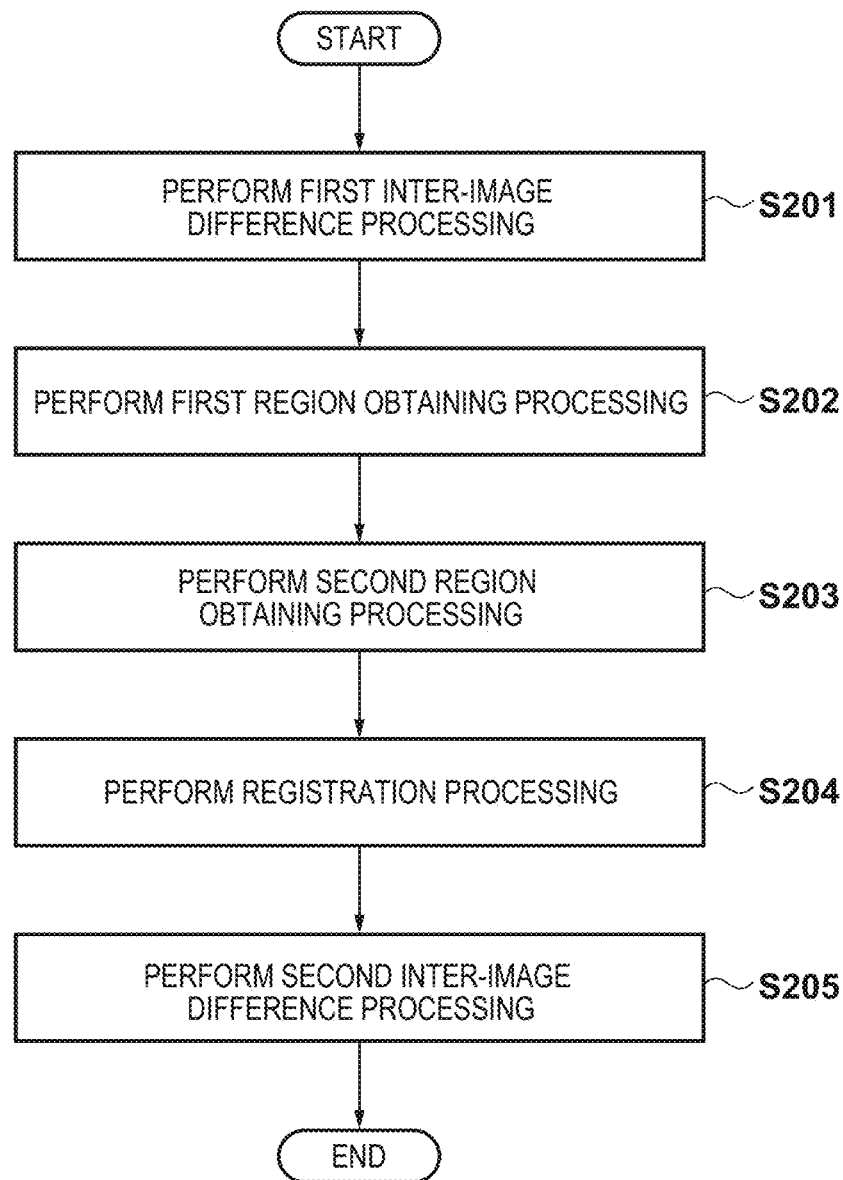 START
PERFORM FIRST INTER-IMAGE
DIFFERENCE PROCESSING
S201
PERFORM FIRST REGION OBTAINING PROCESSING
S202
PERFORM SECOND REGION
OBTAINING PROCESSING
S203
PERFORM REGISTRATION PROCESSING
S204
PERFORM SECOND INTER-IMAGE
DIFFERENCE PROCESSING
S205
END